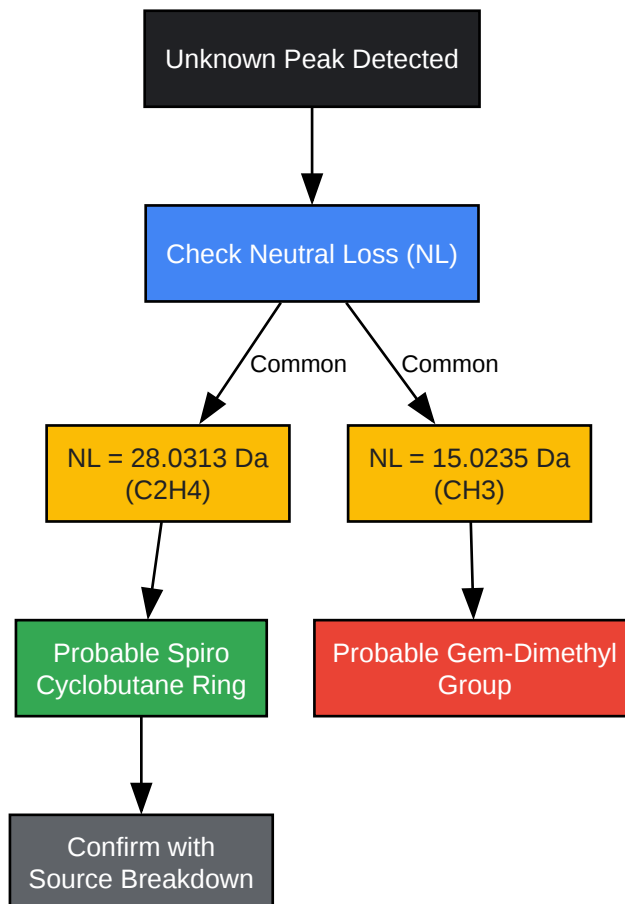 Unknown Peak Detected
Check Neutral Loss (NL)
Common
Common
NL = 28.0313 Da
(C2H4)
NL = 15.0235 Da
(CH3)
Probable Spiro
Cyclobutane Ring
Probable Gem-Dimethyl
Group
Confirm with
Source Breakdown